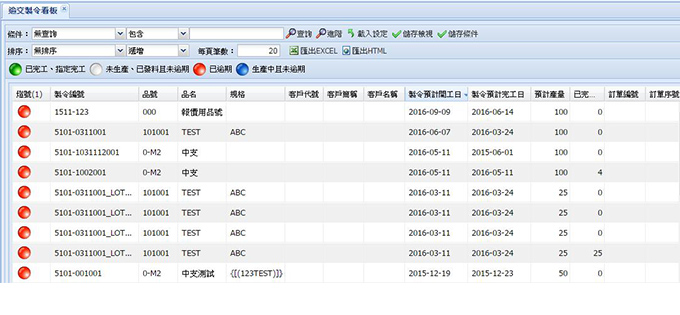 逾交製令看板
條件： 無查詢 包含 查詢 進階 載入設定 儲存檢視 儲存條件
排序： 無排序 遞增 每頁筆數： 20 匯出EXCEL 匯出HTML
已完工、指定完工 未生產、已發料且未逾期 已逾期 生產中且未逾期
燈號(1) 製令編號 品號 品名 規格 客戶代號 客戶簡稱 客戶名稱 製令預計開工日 製令預計完工日 預計產量 已完... 訂單編號 訂單序號
1511-123 000 報價用品號 2016-09-09 2016-06-14 100 0
5101-0311001 101001 TEST ABC 2016-06-07 2016-03-24 100 0
5101-1031112001 0-M2 中支 2016-05-11 2015-06-01 100 0
5101-1002001 0-M2 中支 2016-05-11 2016-05-11 100 4
5101-0311001_LOT... 101001 TEST ABC 2016-03-11 2016-03-24 25 0
5101-0311001_LOT... 101001 TEST ABC 2016-03-11 2016-03-24 25 0
5101-0311001_LOT... 101001 TEST ABC 2016-03-11 2016-03-24 25 0
5101-0311001_LOT... 101001 TEST ABC 2016-03-11 2016-03-24 25 25
5101-001001 0-M2 中支測試 {[(123TEST)]} 2015-12-19 2015-12-23 50 0